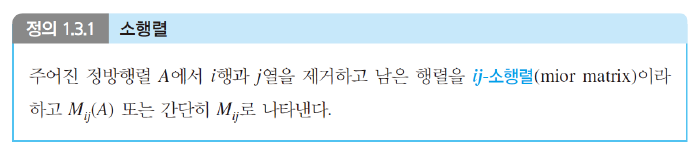 정의 1.3.1 소행렬
주어진 정방행렬 A에서 i행과 j열을 제거하고 남은 행렬을 ij-소행렬(mior matrix)이라
하고 Mij(A) 또는 간단히 Mij로 나타낸다.